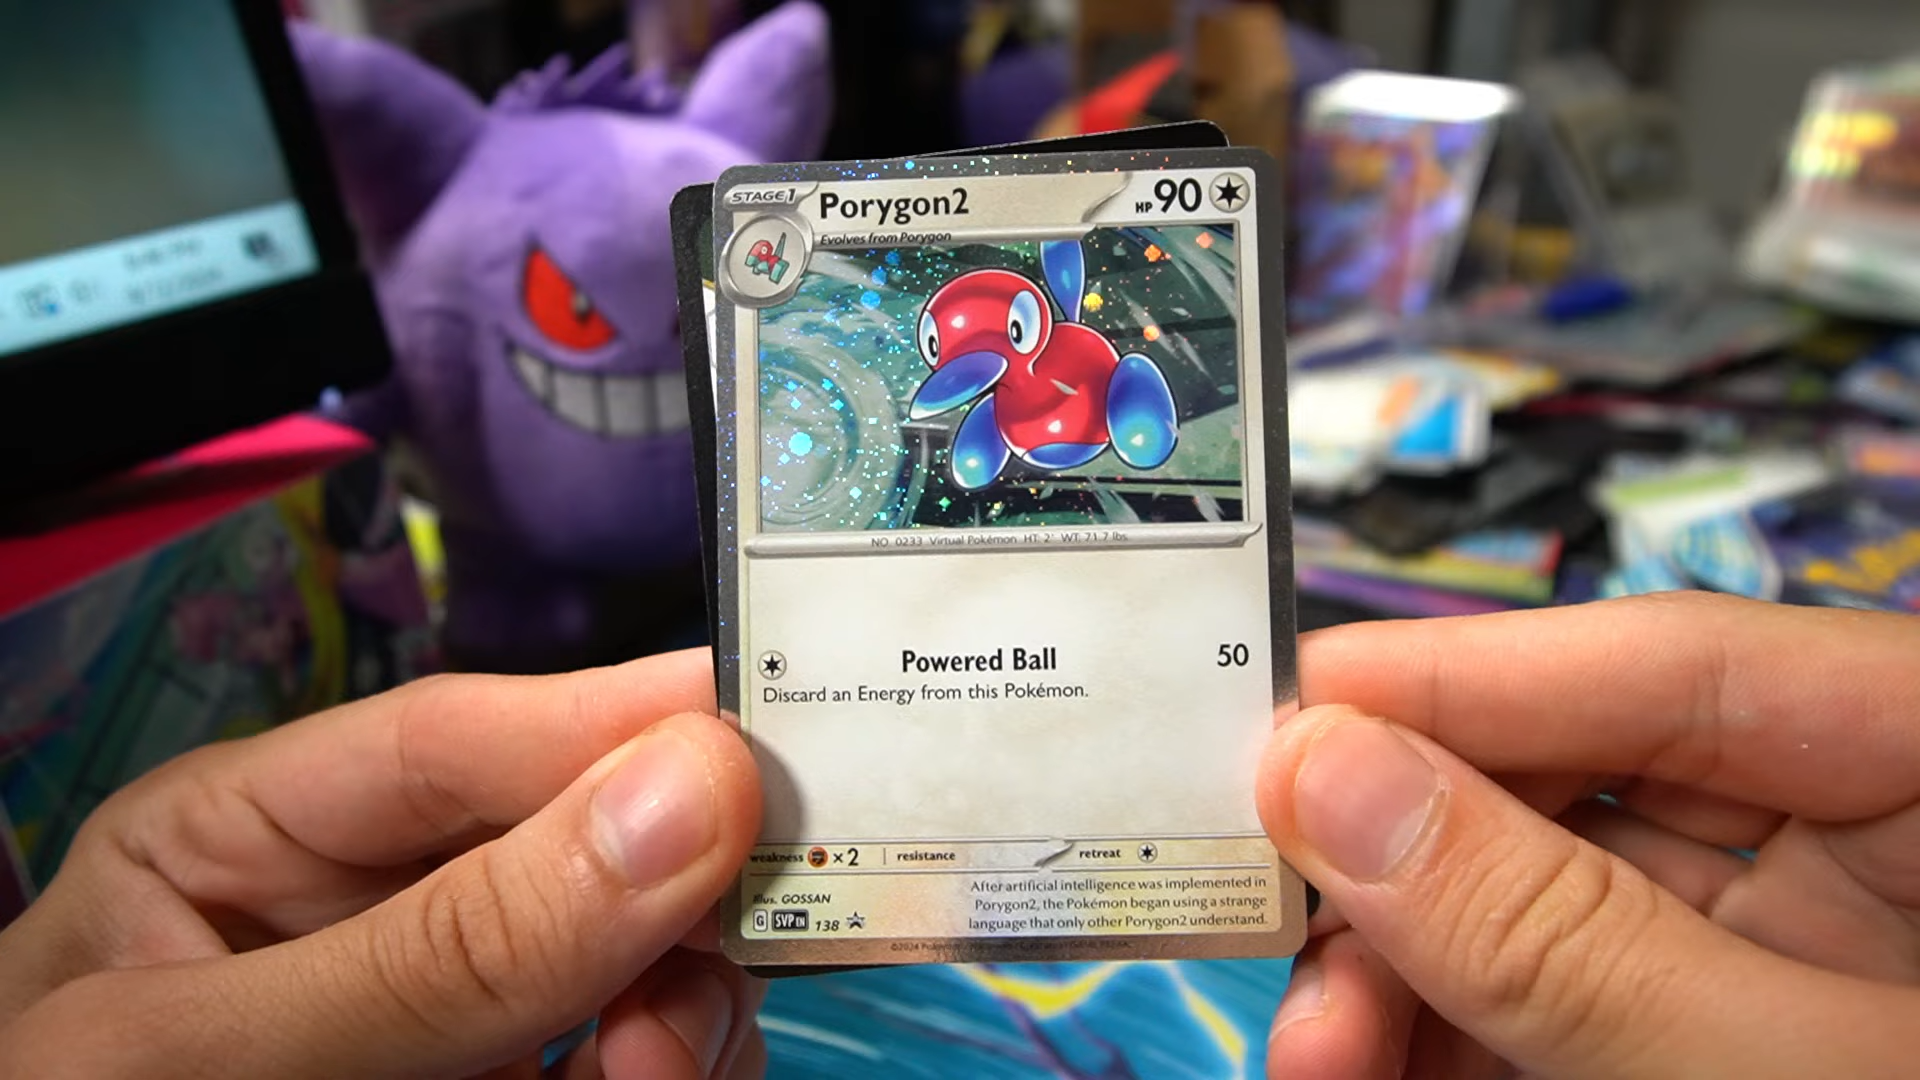 STAGE1
Porygon2
HP 90
Evolves from Porygon
NO. 0233 Virtual Pokémon HT: 2' WT: 71.7 lbs.
Powered Ball 50
Discard an Energy from this Pokémon.
weakness ×2 resistance retreat
Illus. GOSSAN
After artificial intelligence was implemented in
Porygon2, the Pokémon began using a strange
language that only other Porygon2 understand.
G SVP EN 138
©2024